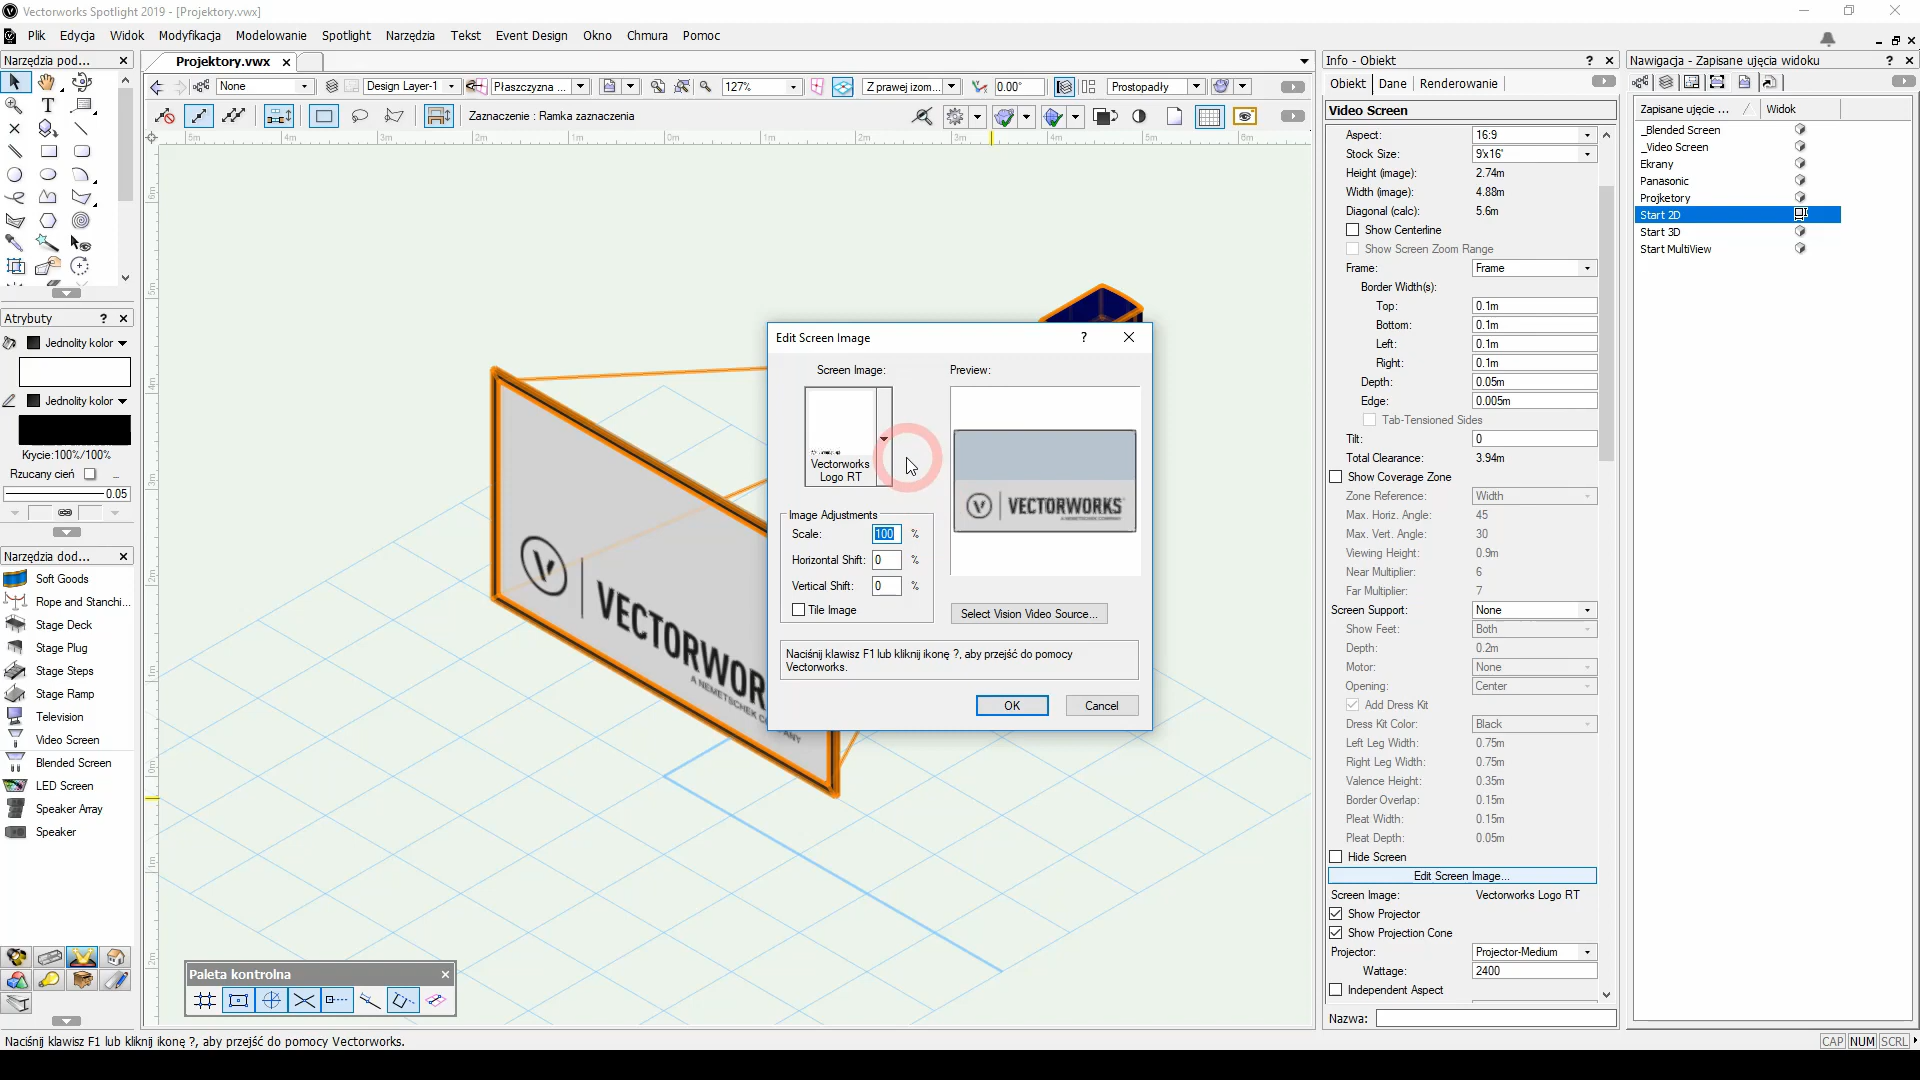 Vectorworks Spotlight 2019 - [Projektory.vwx]
Plik Edycja Widok Modyfikacja Modelowanie Spotlight Narzędzia Tekst Event Design Okno Chmura Pomoc
Narzędzia pod...
Projektory.vwx
None
Design Layer-1
Płaszczyzna ...
127%
Z prawej izom...
0.00°
Prostopadły
Zaznaczenie : Ramka zaznaczenia
Atrybuty
Jednolity kolor
Jednolity kolor
Krycie:100%/100%
Rzucany cień
0.05
Narzędzia dod...
Soft Goods
Rope and Stanchi...
Stage Deck
Stage Plug
Stage Steps
Stage Ramp
Television
Video Screen
Blended Screen
LED Screen
Speaker Array
Speaker
Paleta kontrolna
Edit Screen Image
Screen Image:
Preview:
Vectorworks
Logo RT
VECTORWORKS
Image Adjustments
Scale: 100 %
Horizontal Shift: 0 %
Vertical Shift: 0 %
Tile Image
Select Vision Video Source...
Naciśnij klawisz F1 lub kliknij ikonę ?, aby przejść do pomocy
Vectorworks.
OK
Cancel
Info - Obiekt
Obiekt Dane Renderowanie
Video Screen
Aspect: 16:9
Stock Size: 9'x16'
Height (image): 2.74m
Width (image): 4.88m
Diagonal (calc): 5.6m
Show Centerline
Show Screen Zoom Range
Frame: Frame
Border Width(s):
Top: 0.1m
Bottom: 0.1m
Left: 0.1m
Right: 0.1m
Depth: 0.05m
Edge: 0.005m
Tab-Tensioned Sides
Tilt: 0
Total Clearance: 3.94m
Show Coverage Zone
Zone Reference: Width
Max. Horiz. Angle: 45
Max. Vert. Angle: 30
Viewing Height: 0.9m
Near Multiplier: 6
Far Multiplier: 7
Screen Support: None
Show Feet: Both
Depth: 0.2m
Motor: None
Opening: Center
Add Dress Kit
Dress Kit Color: Black
Left Leg Width: 0.75m
Right Leg Width: 0.75m
Valence Height: 0.35m
Border Overlap: 0.15m
Pleat Width: 0.15m
Pleat Depth: 0.05m
Hide Screen
Edit Screen Image...
Screen Image: Vectorworks Logo RT
Show Projector
Show Projection Cone
Projector: Projector-Medium
Wattage: 2400
Independent Aspect
Nazwa:
Nawigacja - Zapisane ujęcia widoku
Zapisane ujęcie ... Widok
_Blended Screen
_Video Screen
Ekrany
Panasonic
Projketory
Start 2D
Start 3D
Start MultiView
Naciśnij klawisz F1 lub kliknij ikonę ?, aby przejść do pomocy Vectorworks.
CAP NUM SCRL